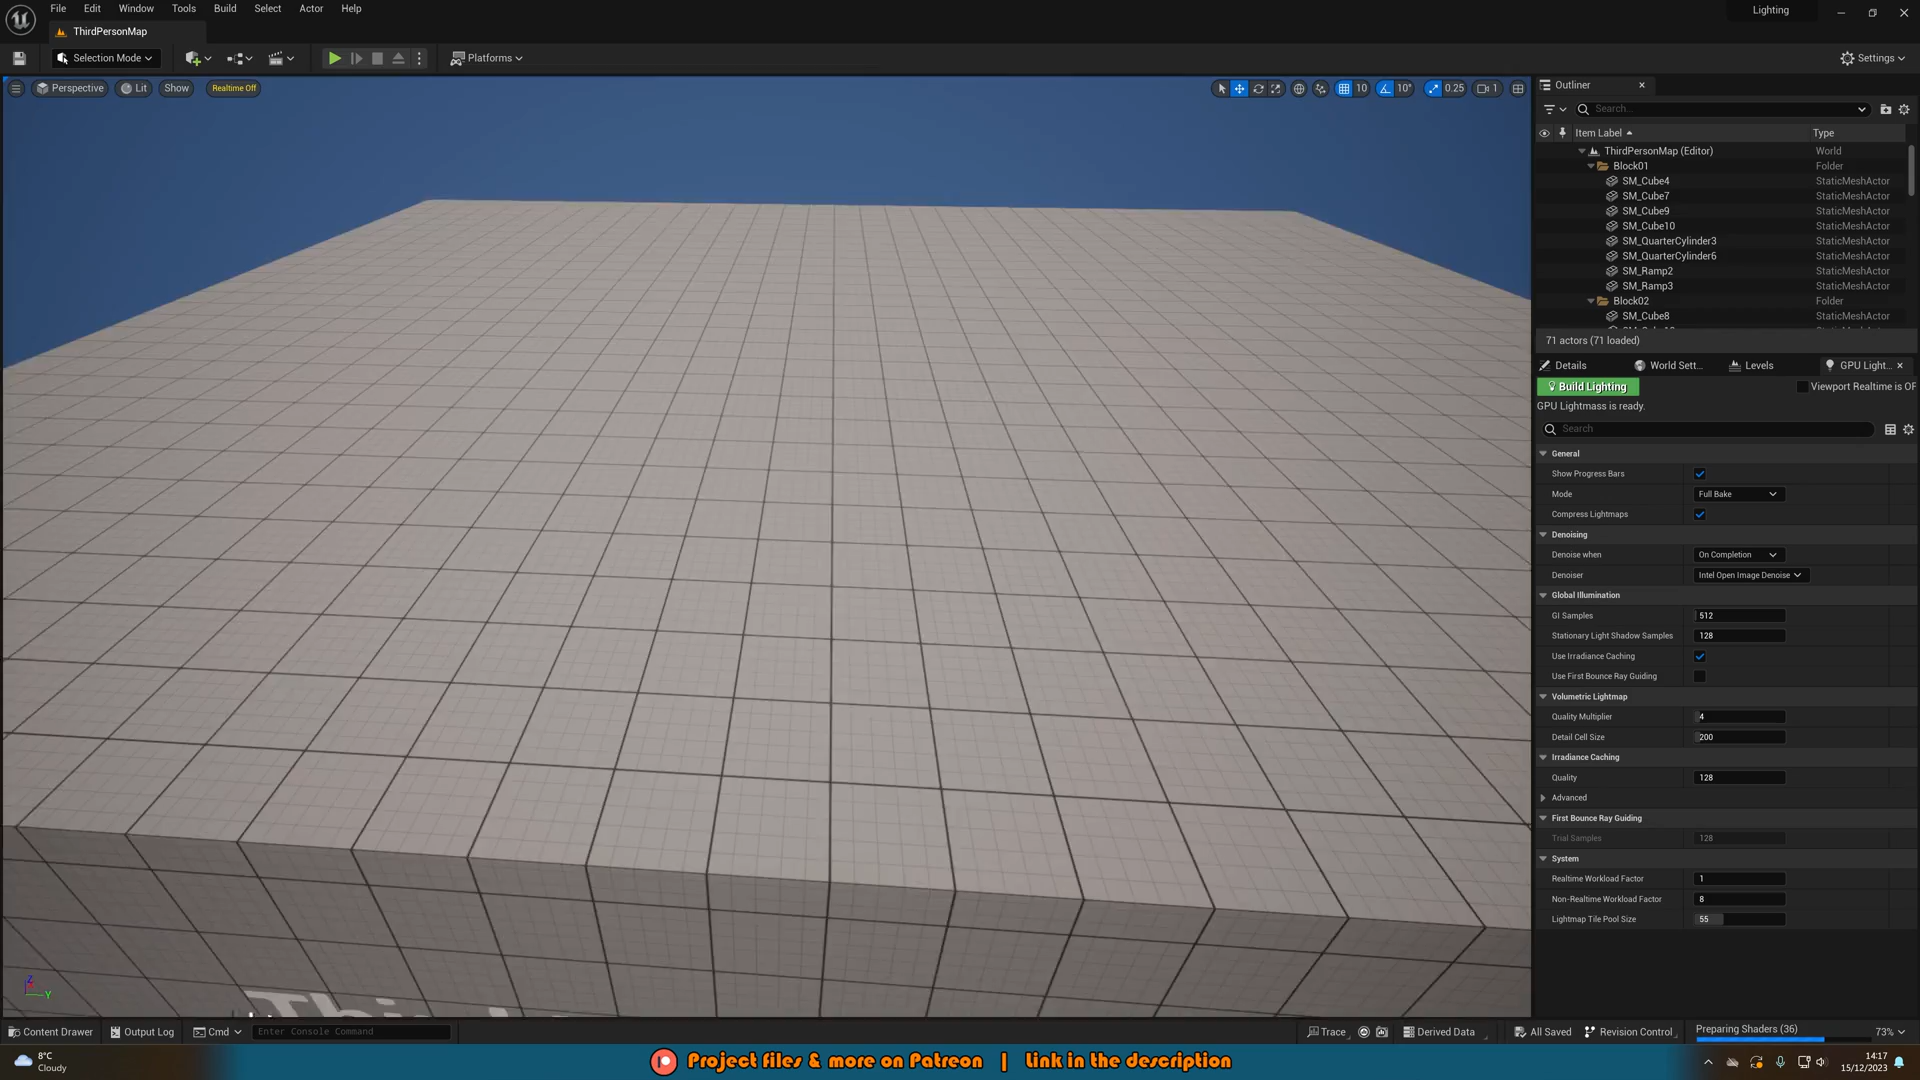 File Edit Window Tools Build Select Actor Help
Lighting
ThirdPersonMap
Selection Mode
Platforms
Settings
Perspective Lit Show Realtime Off
10 10° 0.25 1
Outliner
Search...
Item Label Type
ThirdPersonMap (Editor) World
Block01 Folder
SM_Cube4 StaticMeshActor
SM_Cube7 StaticMeshActor
SM_Cube9 StaticMeshActor
SM_Cube10 StaticMeshActor
SM_QuarterCylinder3 StaticMeshActor
SM_QuarterCylinder6 StaticMeshActor
SM_Ramp2 StaticMeshActor
SM_Ramp3 StaticMeshActor
Block02 Folder
SM_Cube8 StaticMeshActor
71 actors (71 loaded)
Details World Sett... Levels GPU Light...
Build Lighting Viewport Realtime is OF
GPU Lightmass is ready.
Search
General
Show Progress Bars
Mode Full Bake
Compress Lightmaps
Denoising
Denoise when On Completion
Denoiser Intel Open Image Denoise
Global Illumination
GI Samples 512
Stationary Light Shadow Samples 128
Use Irradiance Caching
Use First Bounce Ray Guiding
Volumetric Lightmap
Quality Multiplier 4
Detail Cell Size 200
Irradiance Caching
Quality 128
Advanced
First Bounce Ray Guiding
Trial Samples 128
System
Realtime Workload Factor 1
Non-Realtime Workload Factor 8
Lightmap Tile Pool Size 55
Z
Y
Content Drawer Output Log Cmd Enter Console Command
Trace Derived Data All Saved Revision Control Preparing Shaders (36) 73%
8°C
Cloudy
Project files & more on Patreon | Link in the description
14:17
15/12/2023